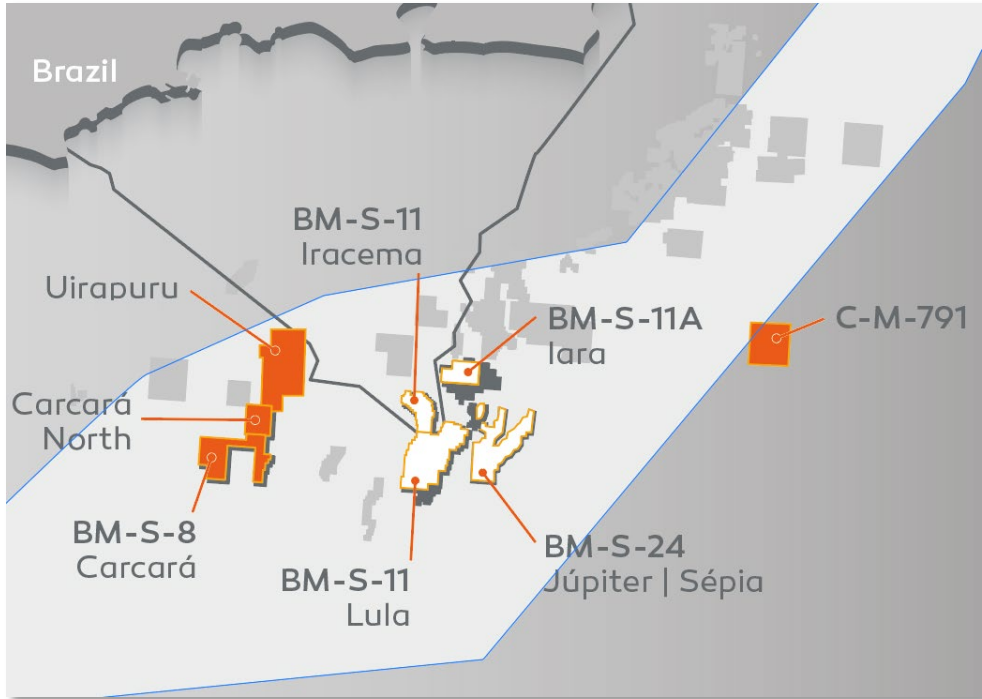 Brazil
BM-S-11
Iracema
Uirapuru
BM-S-11A
Iara
C-M-791
Carcará
North
BM-S-8
Carcará
BM-S-11
Lula
BM-S-24
Júpiter | Sépia